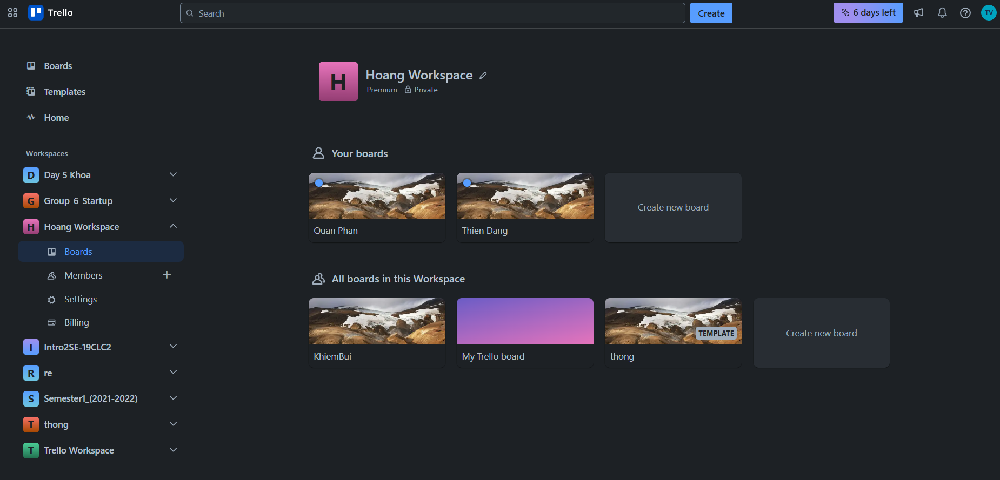 Trello
Search
Create
6 days left
TV
Boards
Templates
Home
Workspaces
D Day 5 Khoa
G Group_6_Startup
H Hoang Workspace
Boards
Members
Settings
Billing
I Intro2SE-19CLC2
R re
S Semester1_(2021-2022)
T thong
T Trello Workspace
H
Hoang Workspace
Premium Private
Your boards
Quan Phan
Thien Dang
Create new board
All boards in this Workspace
KhiemBui
My Trello board
TEMPLATE
thong
Create new board